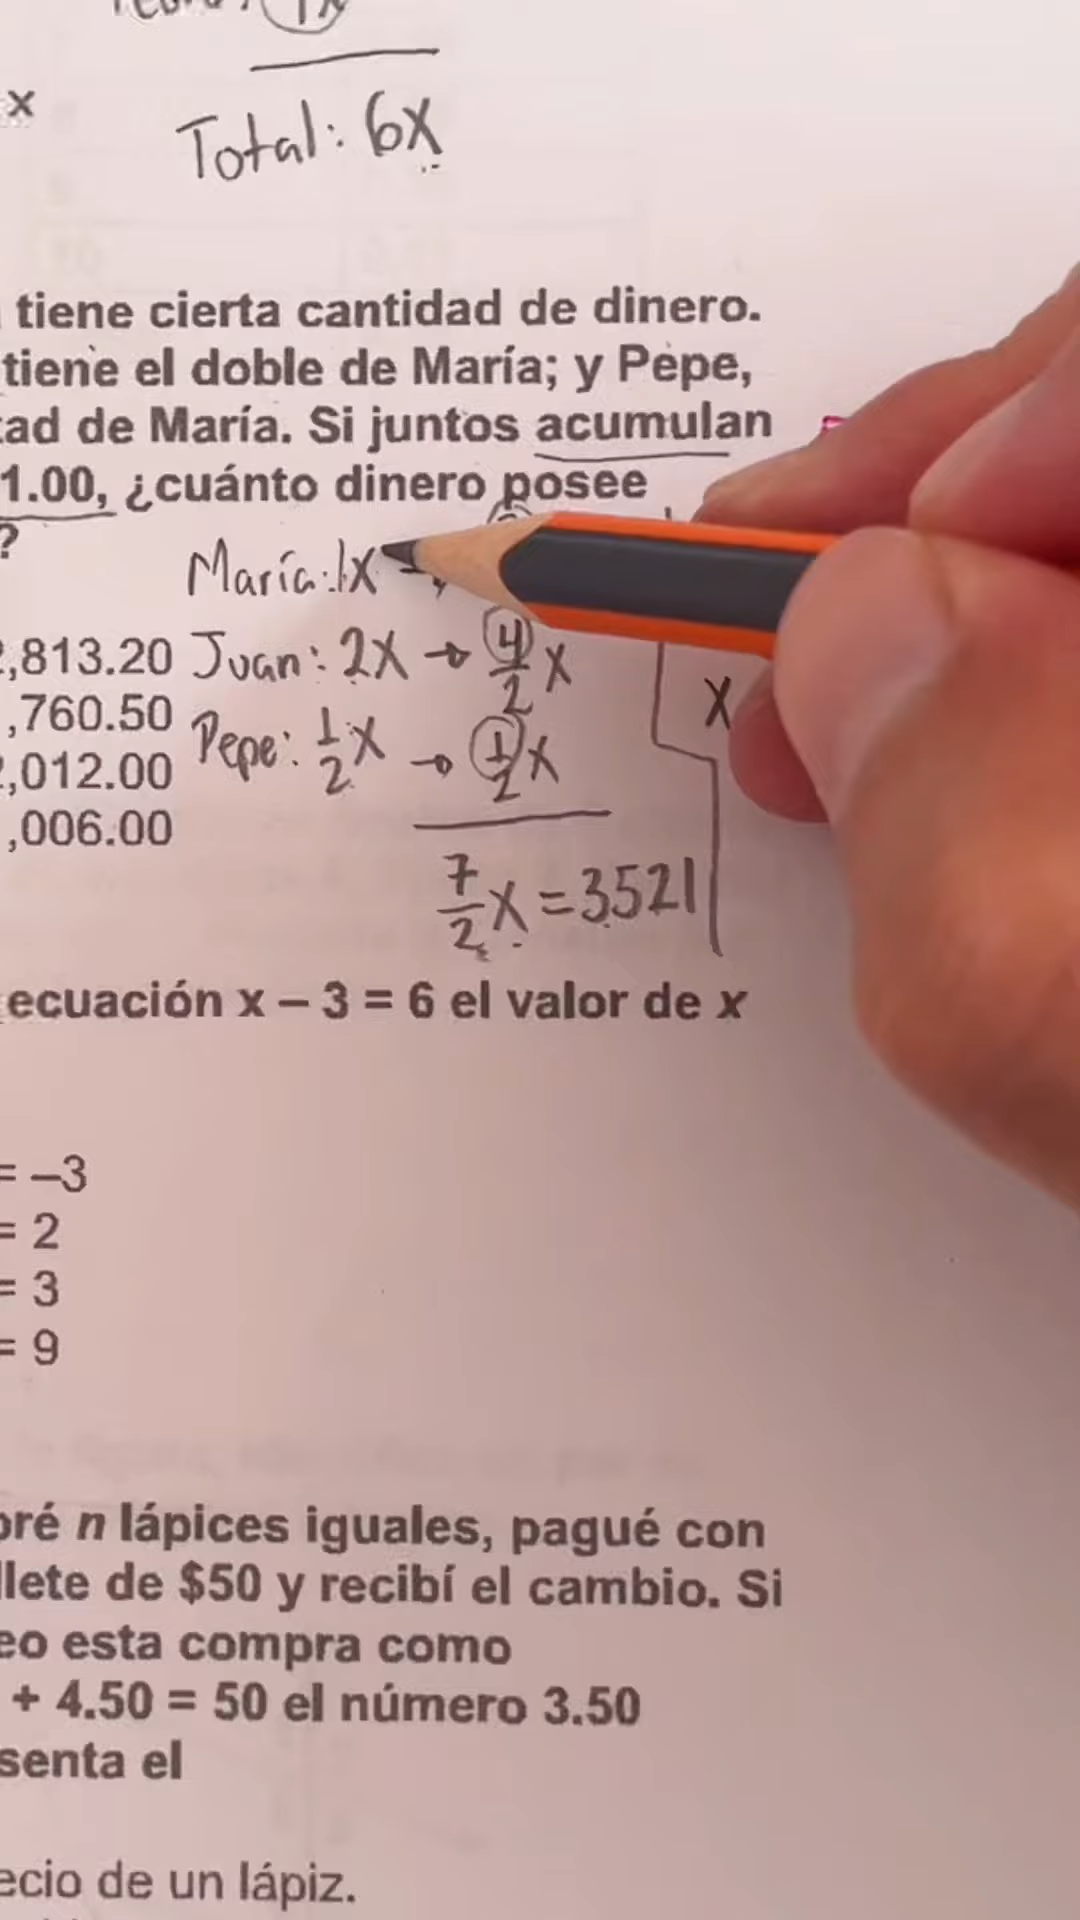 x
Total: 6X
tiene cierta cantidad de dinero.
tiene el doble de María; y Pepe,
tad de María. Si juntos acumulan
1.00, ¿cuánto dinero posee
?
María: 1x
,813.20 Juan: 2X → 4/2 X
,760.50 Pepe: 1/2 X → 1/2 X
,012.00
,006.00
7/2 X = 3521
X
ecuación x – 3 = 6 el valor de x
= –3
= 2
= 3
= 9
pré n lápices iguales, pagué con
llete de $50 y recibí el cambio. Si
eo esta compra como
+ 4.50 = 50 el número 3.50
senta el
ecio de un lápiz.